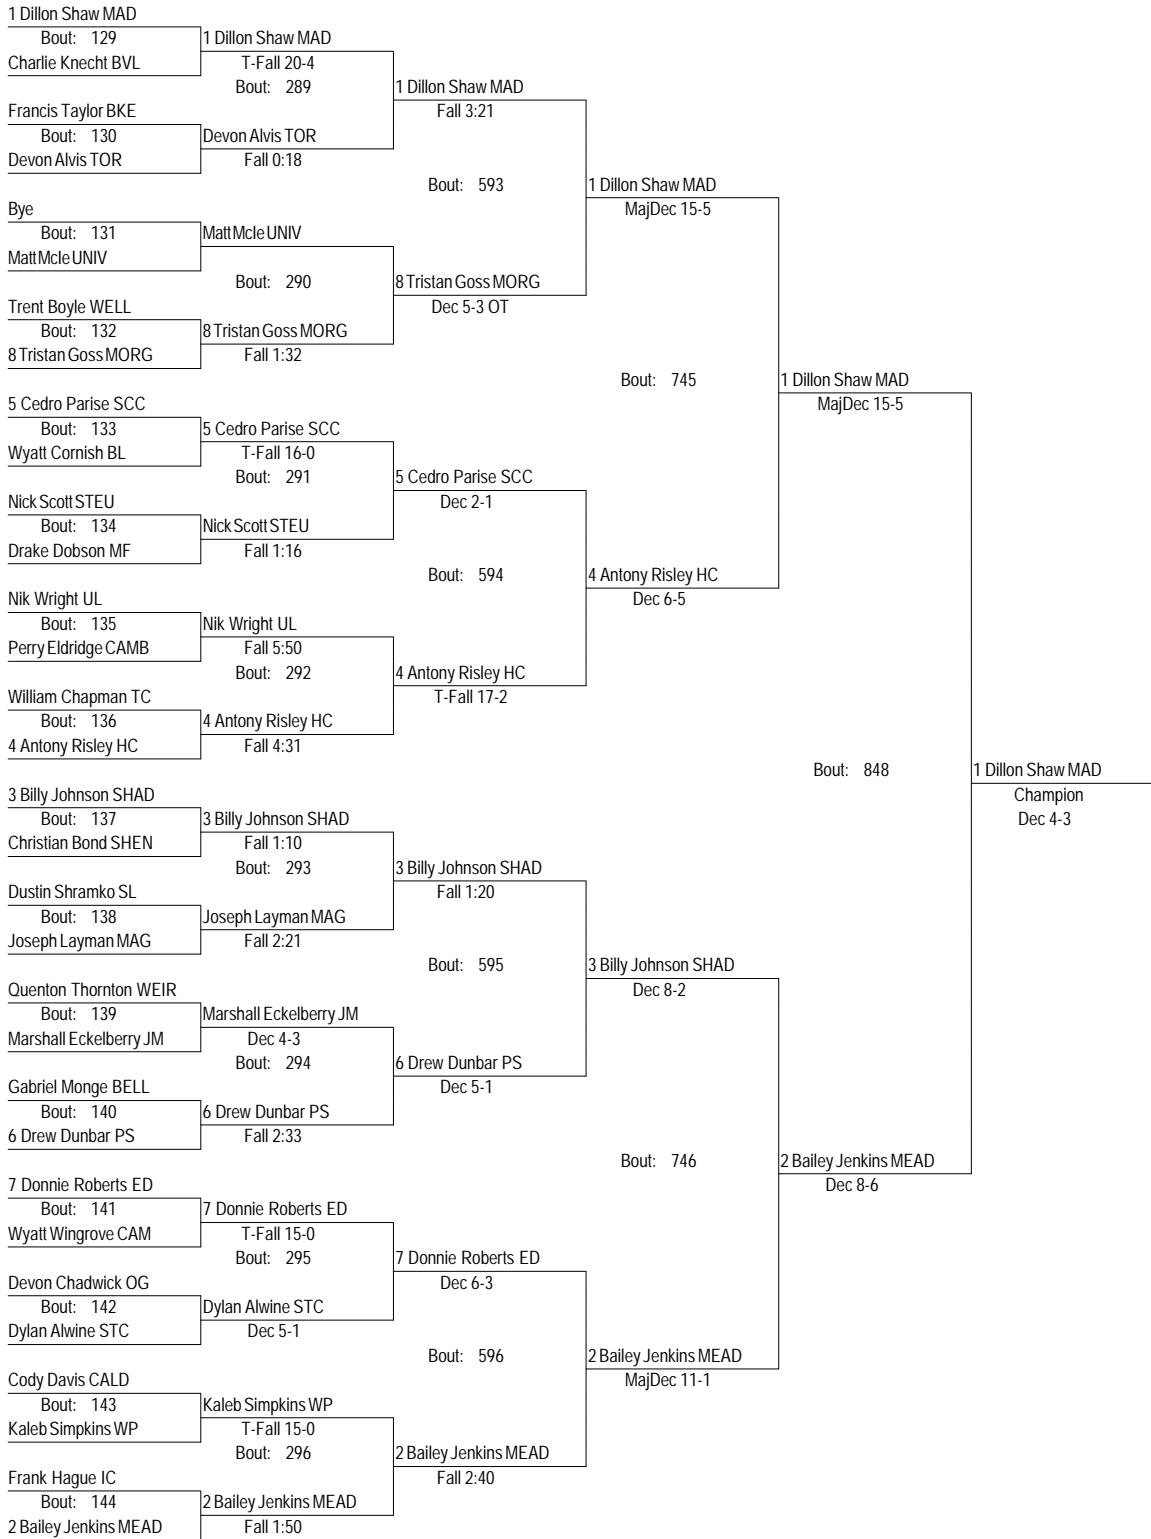 1 Dillon Shaw MAD
Bout: 129
Charlie Knecht BVL
Francis Taylor BKE
Bout: 130
Devon Alvis TOR
Bye
Bout: 131
Matt Mcle UNIV
Trent Boyle WELL
Bout: 132
8 Tristan Goss MORG
5 Cedro Parise SCC
Bout: 133
Wyatt Cornish BL
Nick Scott STEU
Bout: 134
Drake Dobson MF
Nik Wright UL
Bout: 135
Perry Eldridge CAMB
William Chapman TC
Bout: 136
4 Antony Risley HC
3 Billy Johnson SHAD
Bout: 137
Christian Bond SHEN
Dustin Shramko SL
Bout: 138
Joseph Layman MAG
Quenton Thornton WEIR
Bout: 139
Marshall Eckelberry JM
Gabriel Monge BELL
Bout: 140
6 Drew Dunbar PS
7 Donnie Roberts ED
Bout: 141
Wyatt Wingrove CAM
Devon Chadwick OG
Bout: 142
Dylan Alwine STC
Cody Davis CALD
Bout: 143
Kaleb Simpkins WP
Frank Hague IC
Bout: 144
2 Bailey Jenkins MEAD
1 Dillon Shaw MAD
T-Fall 20-4
Bout: 289
Devon Alvis TOR
Fall 0:18
Matt Mcle UNIV
Bout: 290
8 Tristan Goss MORG
Fall 1:32
5 Cedro Parise SCC
T-Fall 16-0
Bout: 291
Nick Scott STEU
Fall 1:16
Nik Wright UL
Fall 5:50
Bout: 292
4 Antony Risley HC
Fall 4:31
3 Billy Johnson SHAD
Fall 1:10
Bout: 293
Joseph Layman MAG
Fall 2:21
Marshall Eckelberry JM
Dec 4-3
Bout: 294
6 Drew Dunbar PS
Fall 2:33
7 Donnie Roberts ED
T-Fall 15-0
Bout: 295
Dylan Alwine STC
Dec 5-1
Kaleb Simpkins WP
T-Fall 15-0
Bout: 296
2 Bailey Jenkins MEAD
Fall 1:50
1 Dillon Shaw MAD
Fall 3:21
Bout: 593
8 Tristan Goss MORG
Dec 5-3 OT
5 Cedro Parise SCC
Dec 2-1
Bout: 594
4 Antony Risley HC
T-Fall 17-2
3 Billy Johnson SHAD
Fall 1:20
Bout: 595
6 Drew Dunbar PS
Dec 5-1
7 Donnie Roberts ED
Dec 6-3
Bout: 596
2 Bailey Jenkins MEAD
Fall 2:40
1 Dillon Shaw MAD
MajDec 15-5
Bout: 745
4 Antony Risley HC
Dec 6-5
3 Billy Johnson SHAD
Dec 8-2
Bout: 746
2 Bailey Jenkins MEAD
MajDec 11-1
1 Dillon Shaw MAD
MajDec 15-5
Bout: 848
2 Bailey Jenkins MEAD
Dec 8-6
1 Dillon Shaw MAD
Champion
Dec 4-3